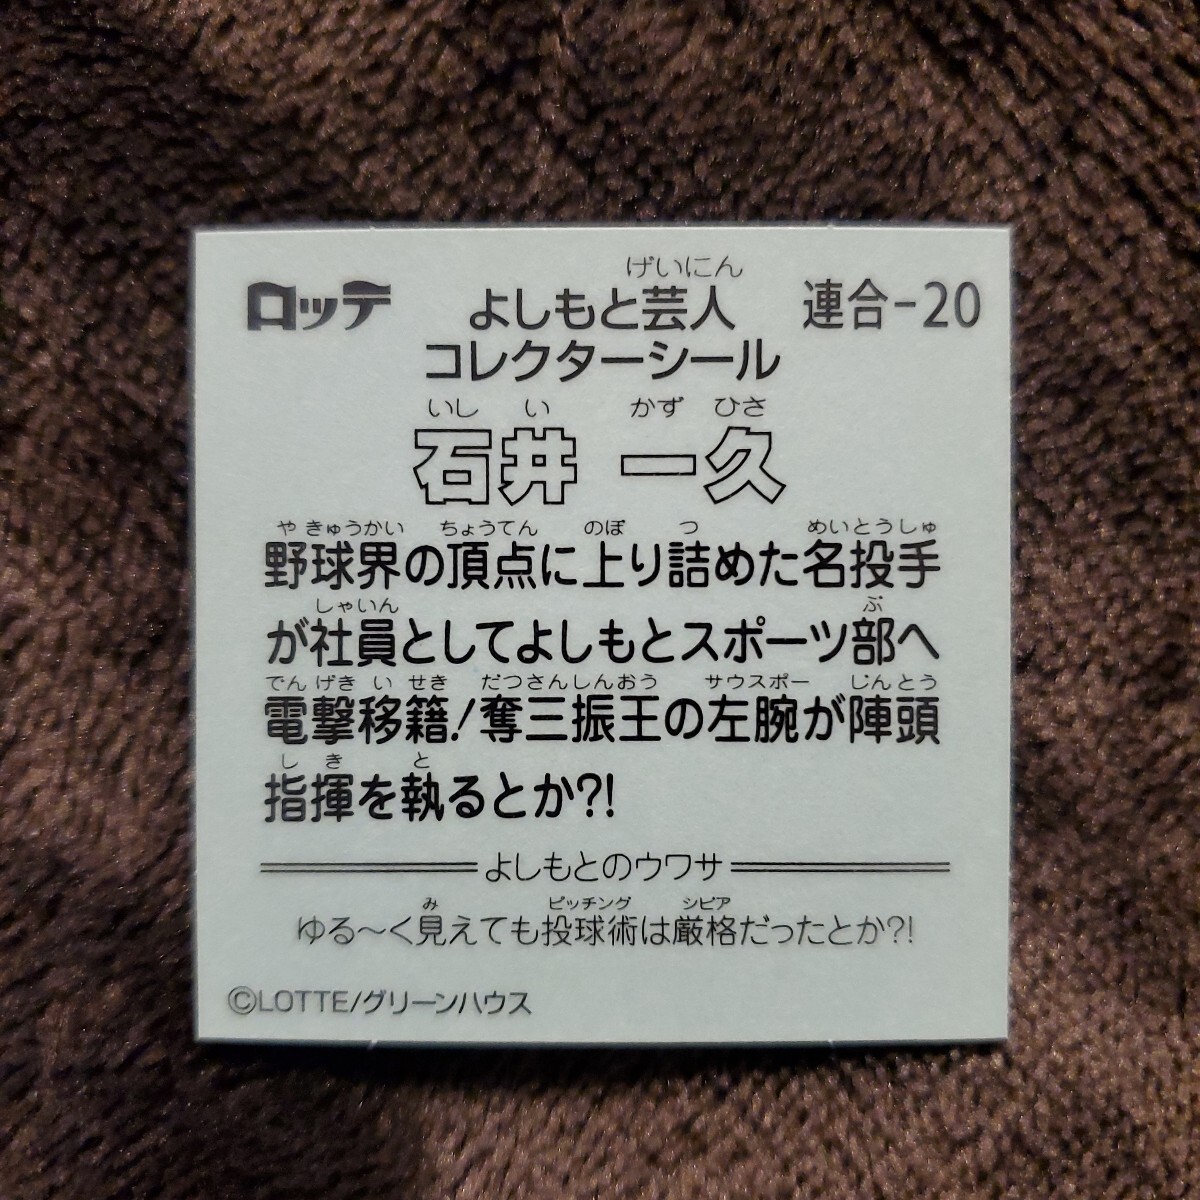 ロッテ
げいにん
よしもと芸人 連合-20
コレクターシール
いし い かず ひさ
石井 一久
や きゅうかい ちょうてん のぼ つ めいとうしゅ
野球界の頂点に上り詰めた名投手
しゃいん ぶ
が社員としてよしもとスポーツ部へ
でん げき い せき だつさんしんおう サウスポー じんとう
電撃移籍!奪三振王の左腕が陣頭
し き と
指揮を執るとか?!
よしもとのウワサ
み ピッチング シビア
ゆる〜く見えても投球術は厳格だったとか?!
©LOTTE/グリーンハウス